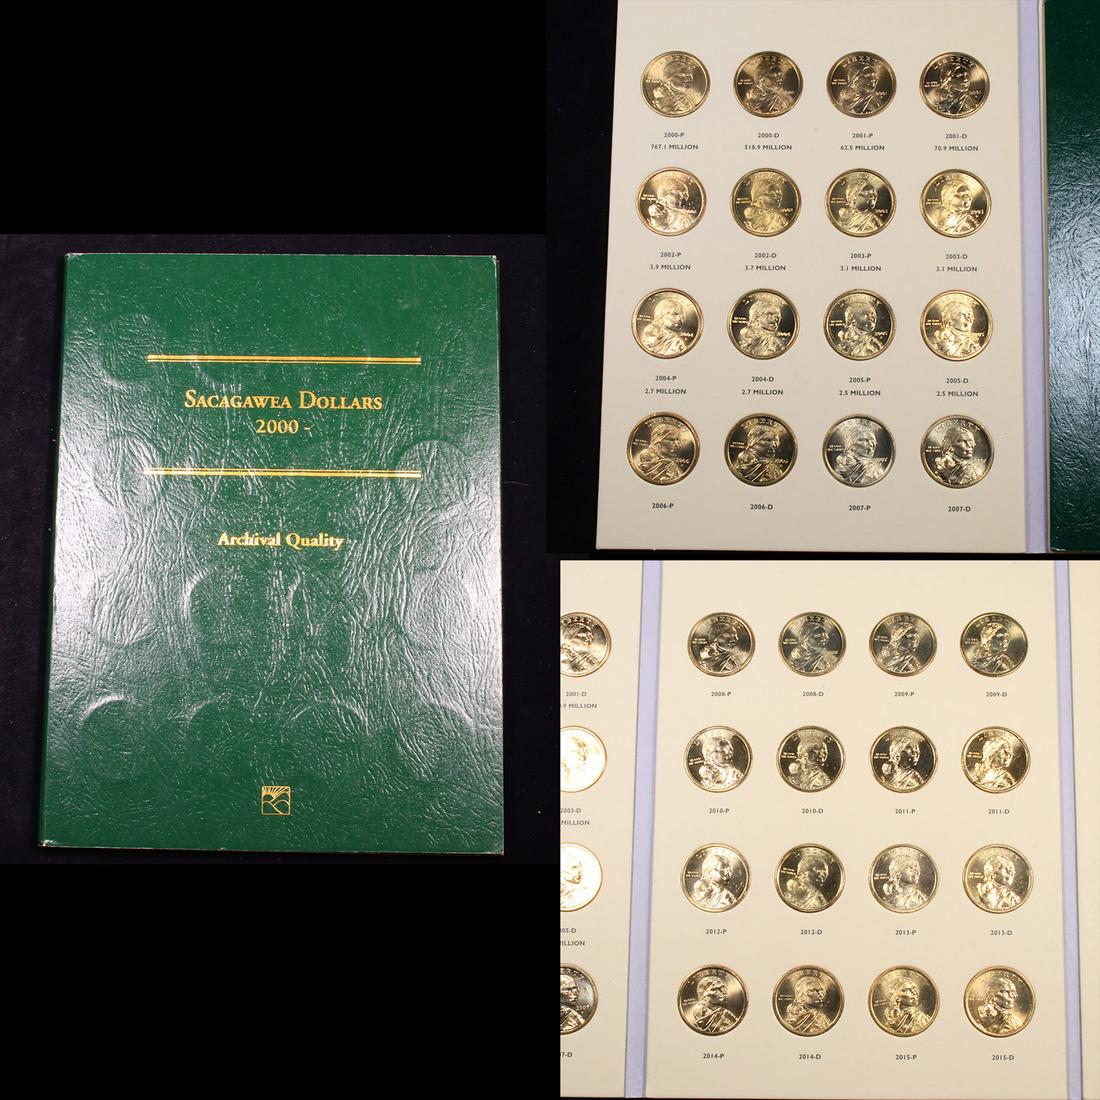 SACAGAWEA DOLLARS
2000 -
Archival Quality
2000-P 2000-D 2001-P 2001-D
767.1 MILLION 518.9 MILLION 62.5 MILLION 70.9 MILLION
2002-P 2002-D 2003-P 2003-D
3.9 MILLION 3.7 MILLION 3.1 MILLION 3.1 MILLION
2004-P 2004-D 2005-P 2005-D
2.7 MILLION 2.7 MILLION 2.5 MILLION 2.5 MILLION
2006-P 2006-D 2007-P 2007-D
2001-D 2008-P 2008-D 2009-P 2009-D
.9 MILLION
2010-P 2010-D 2011-P 2011-D
2003-D
MILLION
2012-P 2012-D 2013-P 2013-D
05-D
ILLION
2014-P 2014-D 2015-P 2015-D
7-D